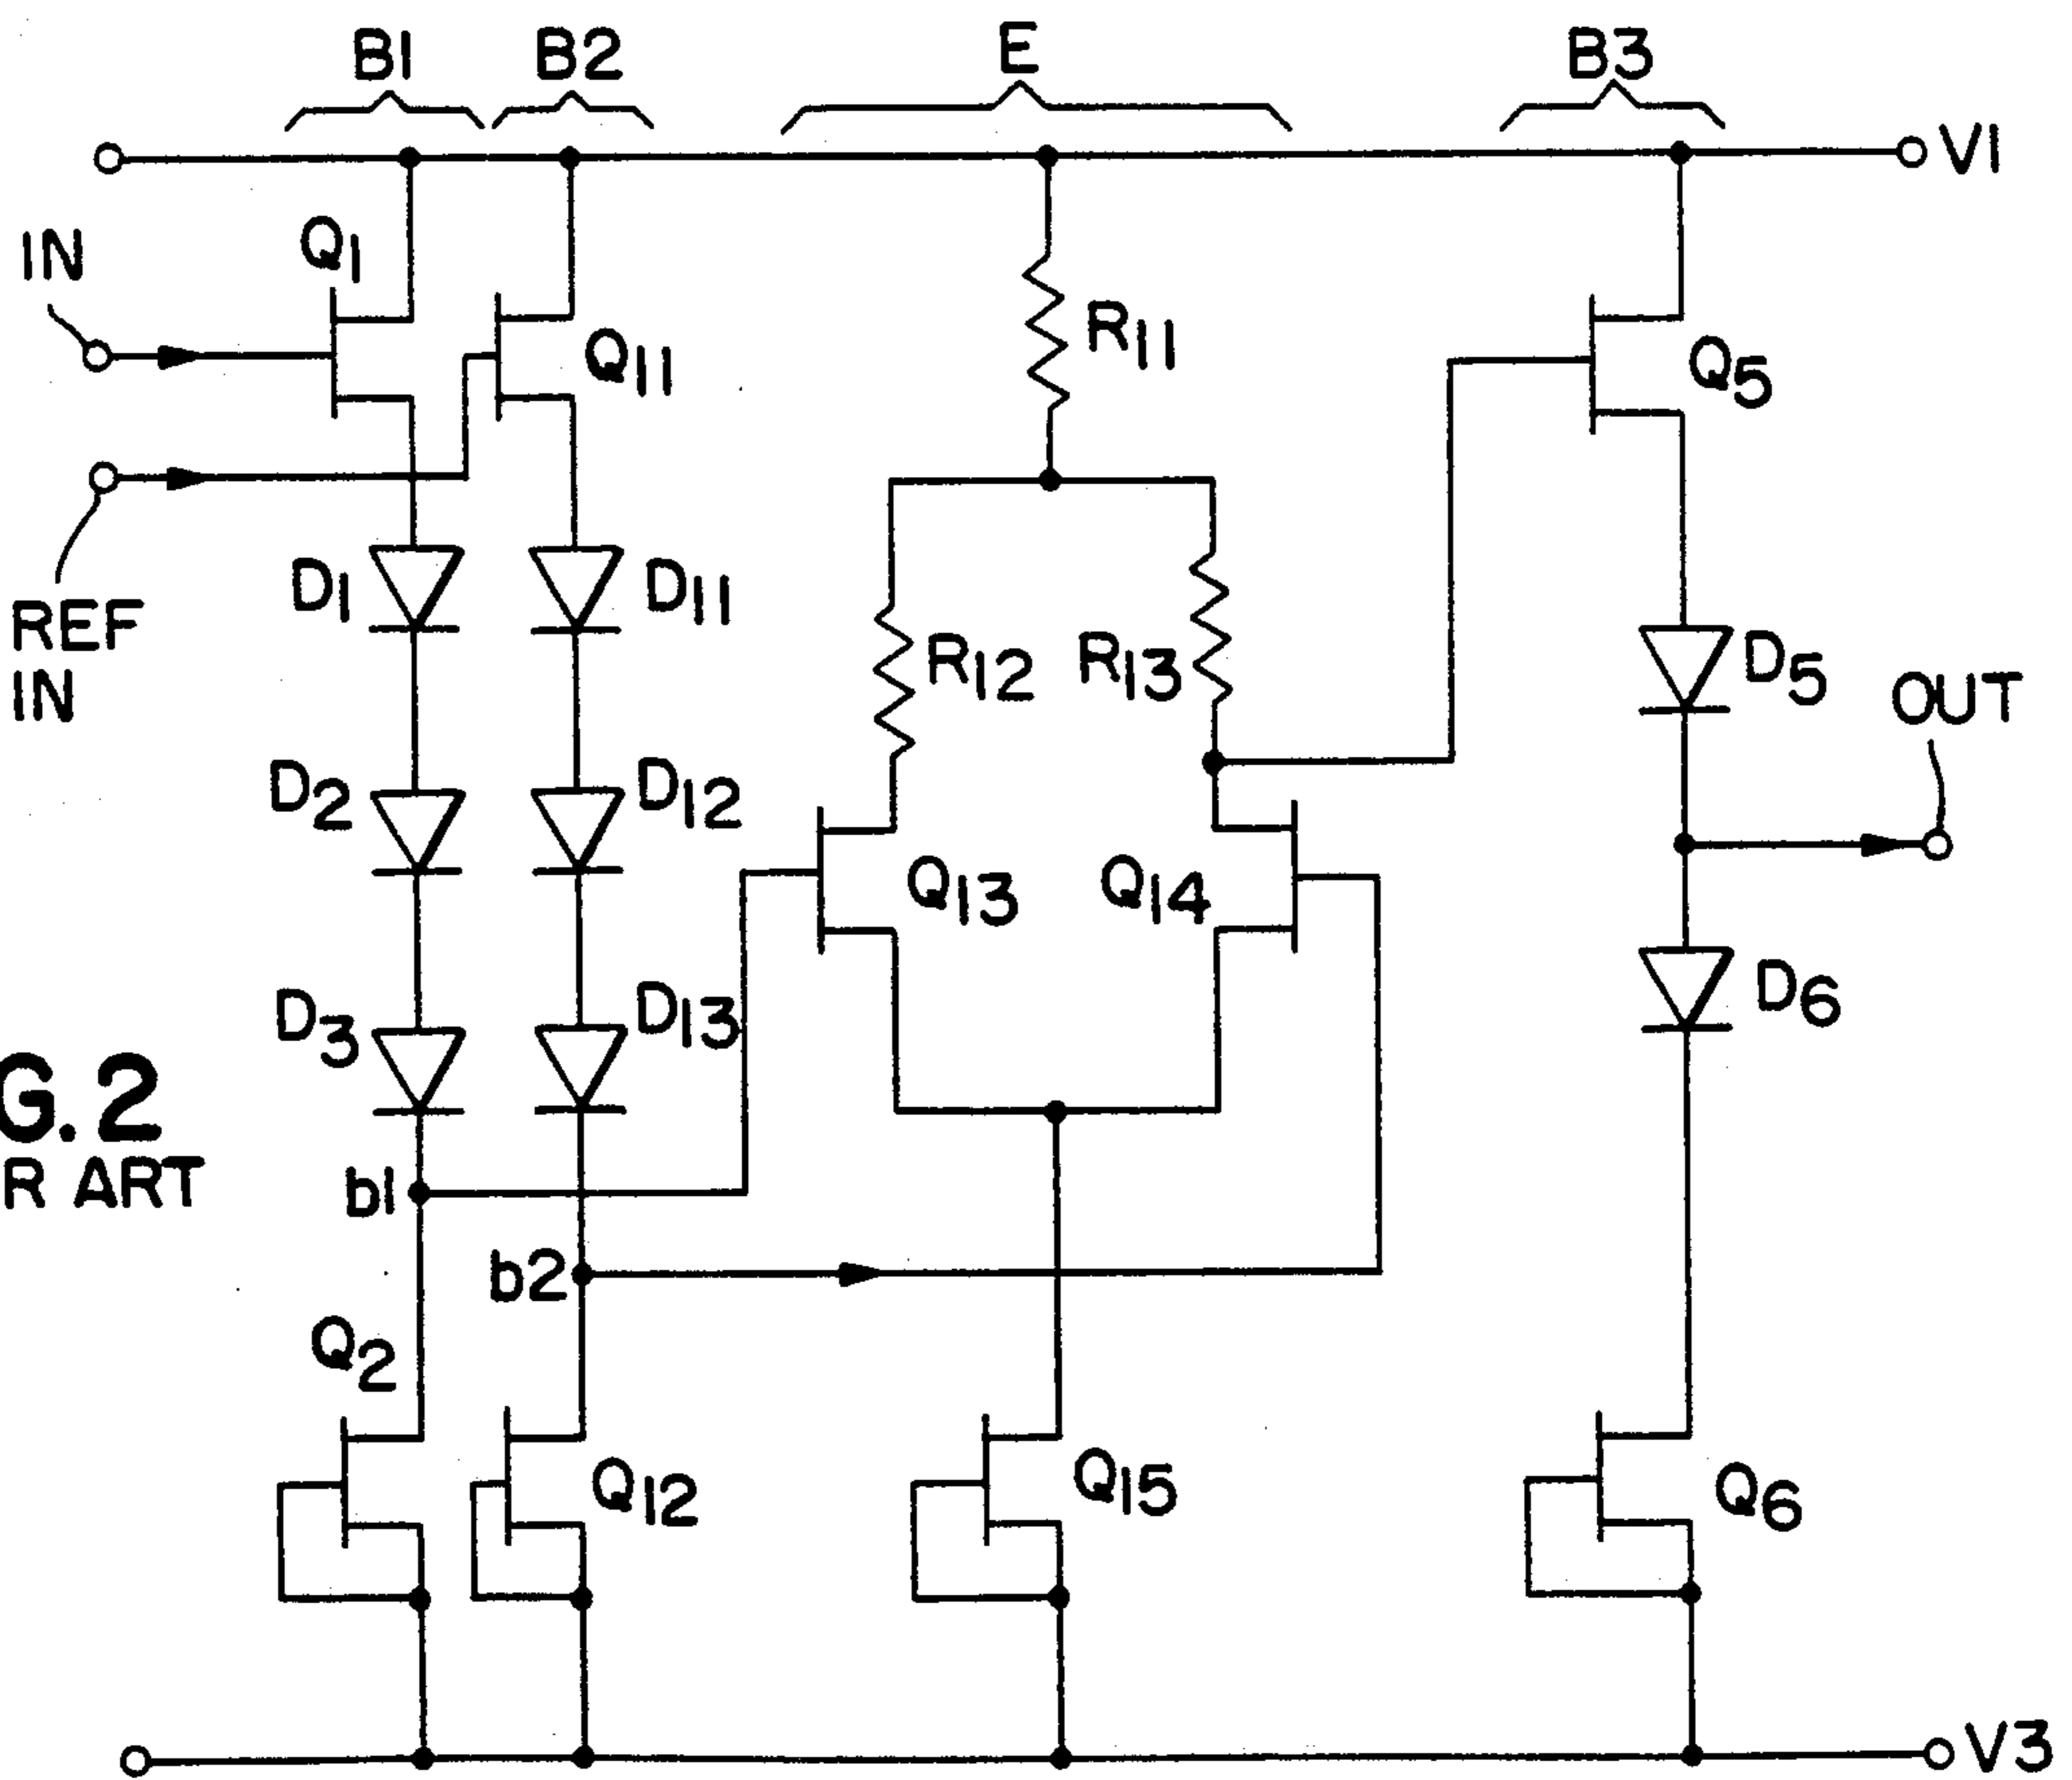 B1 B2 E B3
V1
IN
Q1
Q11
R11
Q5
REF
IN
D1
D11
R12
R13
D5
OUT
D2
D12
Q13
Q14
D3
D13
D6
G.2
R ART
b1
b2
Q2
Q12
Q15
Q6
V3